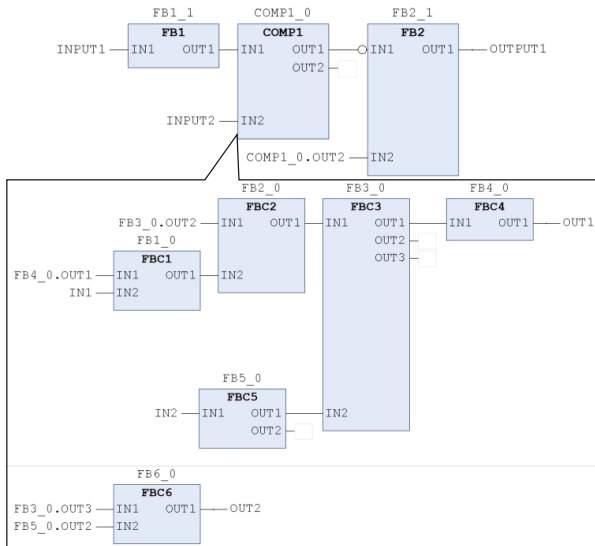 FB1_1 COMP1_0 FB2_1
FB1 COMP1 FB2
INPUT1 IN1 OUT1 IN1 OUT1 IN1 OUT1 OUTPUT1
OUT2
INPUT2 IN2
COMP1_0.OUT2 IN2
FB2_0 FB3_0 FB4_0
FBC2 FBC3 FBC4
FB3_0.OUT2 IN1 OUT1 IN1 OUT1 IN1 OUT1 OUT1
FB1_0 OUT2
FBC1 OUT3
FB4_0.OUT1 IN1 OUT1 IN2
IN1 IN2
FB5_0
FBC5
IN2 IN1 OUT1 IN2
OUT2
FB6_0
FBC6
FB3_0.OUT3 IN1 OUT1 OUT2
FB5_0.OUT2 IN2